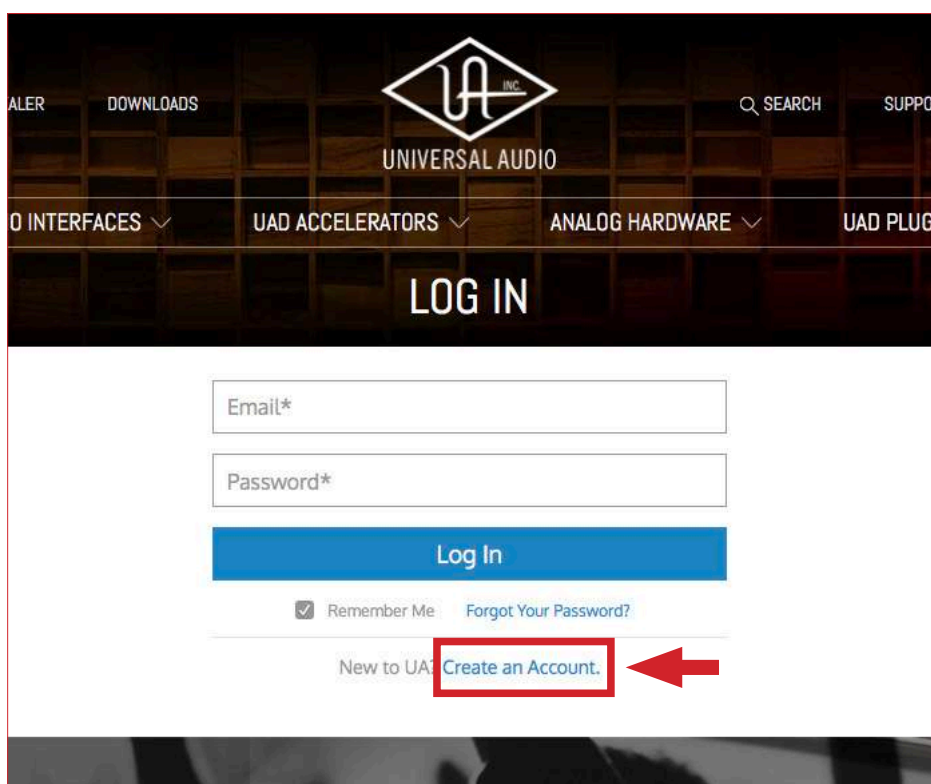 ALER DOWNLOADS SEARCH SUPPO
UA INC.
UNIVERSAL AUDIO
O INTERFACES UAD ACCELERATORS ANALOG HARDWARE UAD PLUG
LOG IN
Email*
Password*
Log In
Remember Me Forgot Your Password?
New to UA? Create an Account.